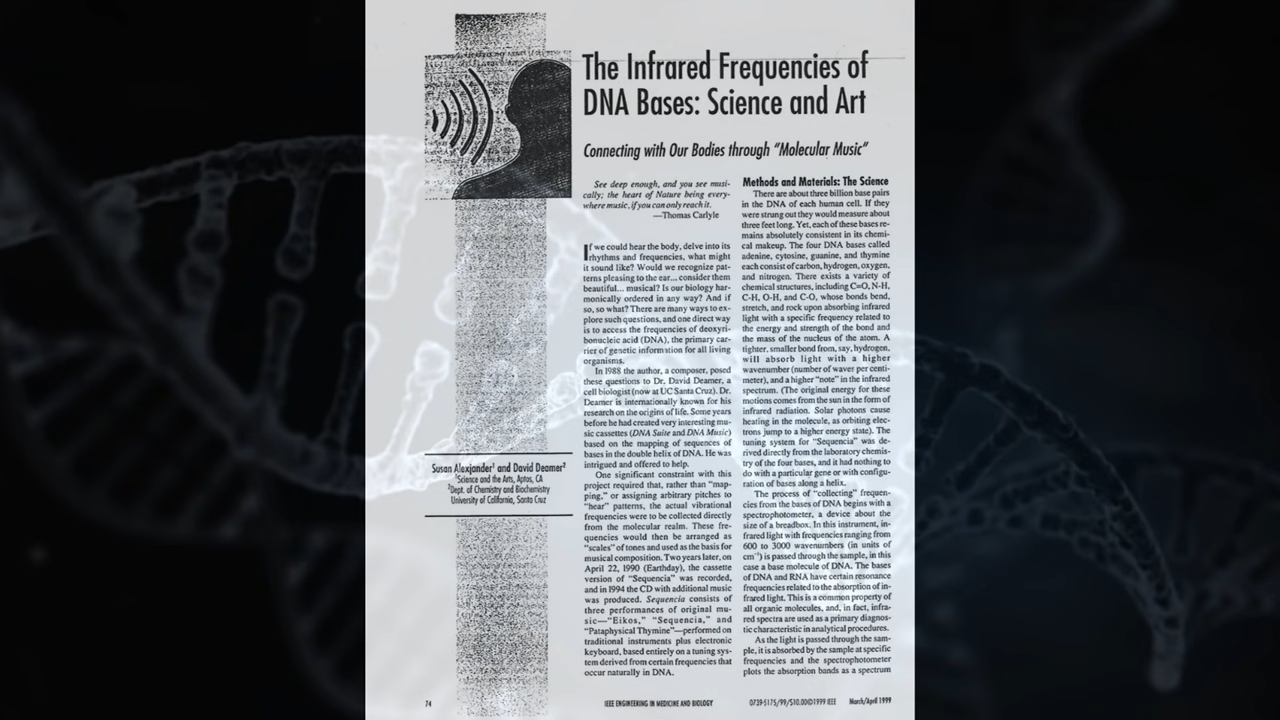 The Infrared Frequencies of
DNA Bases: Science and Art
Connecting with Our Bodies through "Molecular Music"
See deep enough, and you see musi-
cally; the heart of Nature being every-
where music, if you can only reach it.
—Thomas Carlyle
If we could hear the body, delve into its
rhythms and frequencies, what might
it sound like? Would we recognize pat-
terns pleasing to the ear... consider them
beautiful... musical? Is our biology har-
monically ordered in any way? And if
so, so what? There are many ways to ex-
plore such questions, and one direct way
is to access the frequencies of deoxyri-
bonucleic acid (DNA), the primary car-
rier of genetic information for all living
organisms.
In 1988 the author, a composer, posed
these questions to Dr. David Deamer, a
cell biologist (now at UC Santa Cruz). Dr.
Deamer is internationally known for his
research on the origins of life. Some years
before he had created very interesting mu-
sic cassettes (DNA Suite and DNA Music)
based on the mapping of sequences of
bases in the double helix of DNA. He was
intrigued and offered to help.
One significant constraint with this
project required that, rather than "map-
ping," or assigning arbitrary pitches to
"hear" patterns, the actual vibrational
frequencies were to be collected directly
from the molecular realm. These fre-
quencies would then be arranged as
"scales" of tones and used as the basis for
musical composition. Two years later, on
April 22, 1990 (Earthday), the cassette
version of "Sequencia" was recorded,
and in 1994 the CD with additional music
was produced. Sequencia consists of
three performances of original mu-
sic—"Eikos," "Sequencia," and
"Pataphysical Thymine"—performed on
traditional instruments plus electronic
keyboard, based entirely on a tuning sys-
tem derived from certain frequencies that
occur naturally in DNA.
Methods and Materials: The Science
There are about three billion base pairs
in the DNA of each human cell. If they
were strung out they would measure about
three feet long. Yet, each of these bases re-
mains absolutely consistent in its chemi-
cal makeup. The four DNA bases called
adenine, cytosine, guanine, and thymine
each consist of carbon, hydrogen, oxygen,
and nitrogen. There exists a variety of
chemical structures, including C=O, N-H,
C-H, O-H, and C-O, whose bonds bend,
stretch, and rock upon absorbing infrared
light with a specific frequency related to
the energy and strength of the bond and
the mass of the nucleus of the atom. A
tighter, smaller bond from, say, hydrogen,
will absorb light with a higher
wavenumber (number of waves per centi-
meter), and a higher "note" in the infrared
spectrum. (The original energy for these
motions comes from the sun in the form of
infrared radiation. Solar photons cause
heating in the molecule, as orbiting elec-
trons jump to a higher energy state). The
tuning system for "Sequencia" was de-
rived directly from the laboratory chemis-
try of the four bases, and it had nothing to
do with a particular gene or with configu-
ration of bases along a helix.
The process of "collecting" frequen-
cies from the bases of DNA begins with a
spectrophotometer, a device about the
size of a breadbox. In this instrument, in-
frared light with frequencies ranging from
600 to 3000 wavenumbers (in units of
cm⁻¹) is passed through the sample, in this
case a base molecule of DNA. The bases
of DNA and RNA have certain resonance
frequencies related to the absorption of in-
frared light. This is a common property of
all organic molecules, and, in fact, infra-
red spectra are used as a primary diagnos-
tic characteristic in analytical procedures.
As the light is passed through the sam-
ple, it is absorbed by the sample at specific
frequencies and the spectrophotometer
plots the absorption bands as a spectrum
Susan Alexjander¹ and David Deamer²
¹Science and the Arts, Aptos, CA
²Dept. of Chemistry and Biochemistry
University of California, Santa Cruz
74
IEEE ENGINEERING IN MEDICINE AND BIOLOGY
0739-5175/99/$10.00©1999 IEEE
March/April 1999